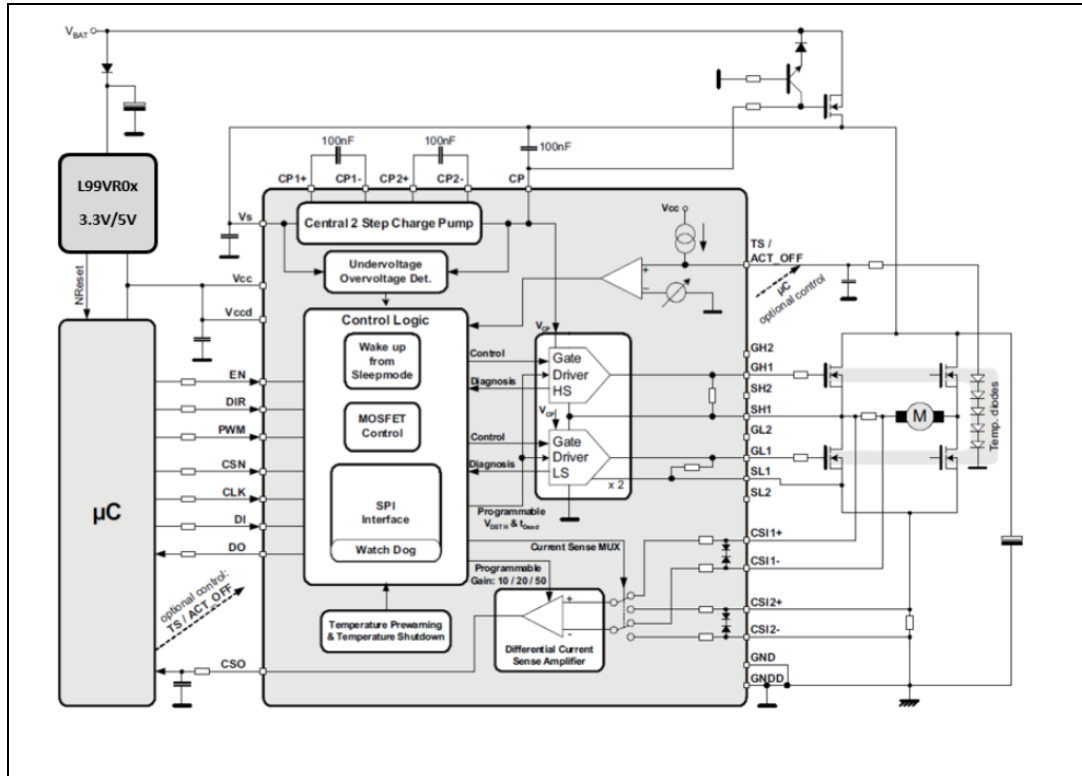 VBAT
100nF
100nF
100nF
CP1+
CP1-
CP2+
CP2-
CP
L99VR0x
3.3V/5V
Vs
Central 2 Step Charge Pump
Vcc
TS /
ACT_OFF
Undervoltage
Overvoltage Det.
NReset
Vcc
µC
optional control
Vccd
Control Logic
VCP
Wake up
from
Sleepmode
Control
Gate
Driver
HS
Diagnosis
GH2
GH1
SH2
SH1
EN
DIR
PWM
MOSFET
Control
VCP
Control
Gate
Driver
LS
Diagnosis
x 2
GL2
GL1
SL1
SL2
M
Temp. diodes
CSN
CLK
DI
DO
µC
SPI
Interface
Watch Dog
Programmable
VDSTH & tDead
Current Sense MUX
CSI1+
CSI1-
CSI2+
CSI2-
Programmable
Gain: 10 / 20 / 50
+
-
+
-
optional control:
TS / ACT_OFF
Temperature Prewarning
& Temperature Shutdown
Differential Current
Sense Amplifier
CSO
GND
GNDD